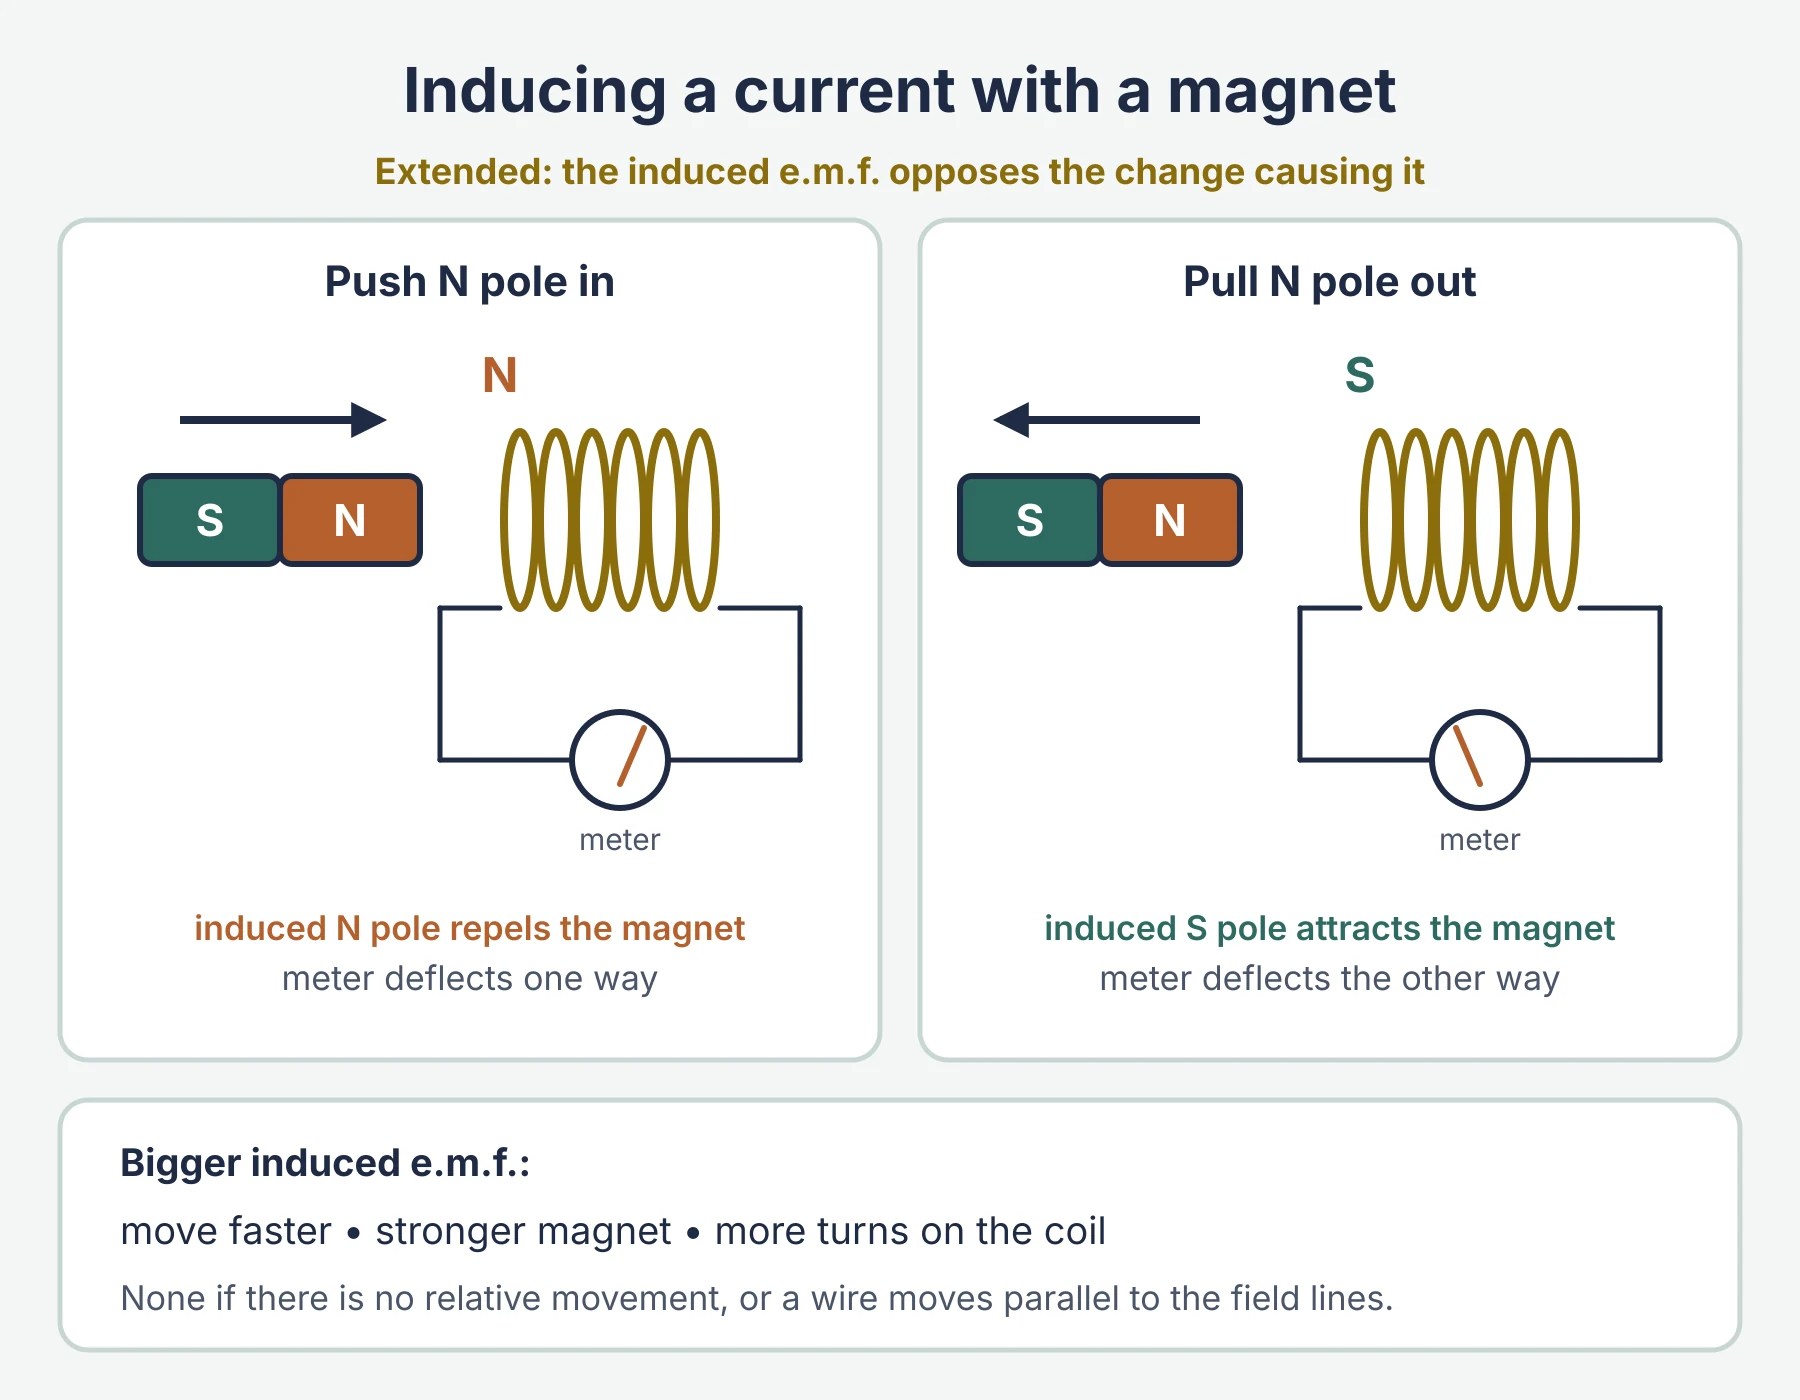 Inducing a current with a magnet
Extended: the induced e.m.f. opposes the change causing it
Push N pole in
N
S N
meter
induced N pole repels the magnet
meter deflects one way
Pull N pole out
S
S N
meter
induced S pole attracts the magnet
meter deflects the other way
Bigger induced e.m.f.:
move faster • stronger magnet • more turns on the coil
None if there is no relative movement, or a wire moves parallel to the field lines.